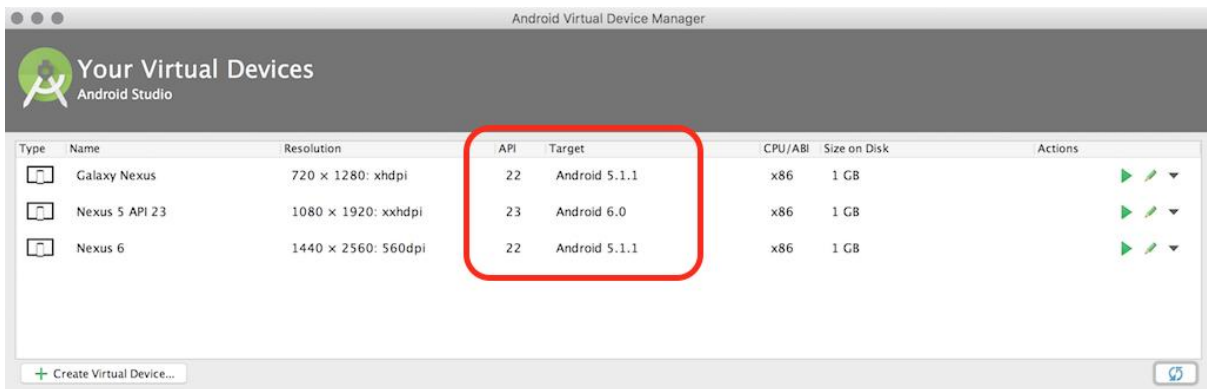 Android Virtual Device Manager
Your Virtual Devices
Android Studio
Type Name Resolution API Target CPU/ABI Size on Disk Actions
Galaxy Nexus 720 × 1280: xhdpi 22 Android 5.1.1 x86 1 GB
Nexus 5 API 23 1080 × 1920: xxhdpi 23 Android 6.0 x86 1 GB
Nexus 6 1440 × 2560: 560dpi 22 Android 5.1.1 x86 1 GB
Create Virtual Device...